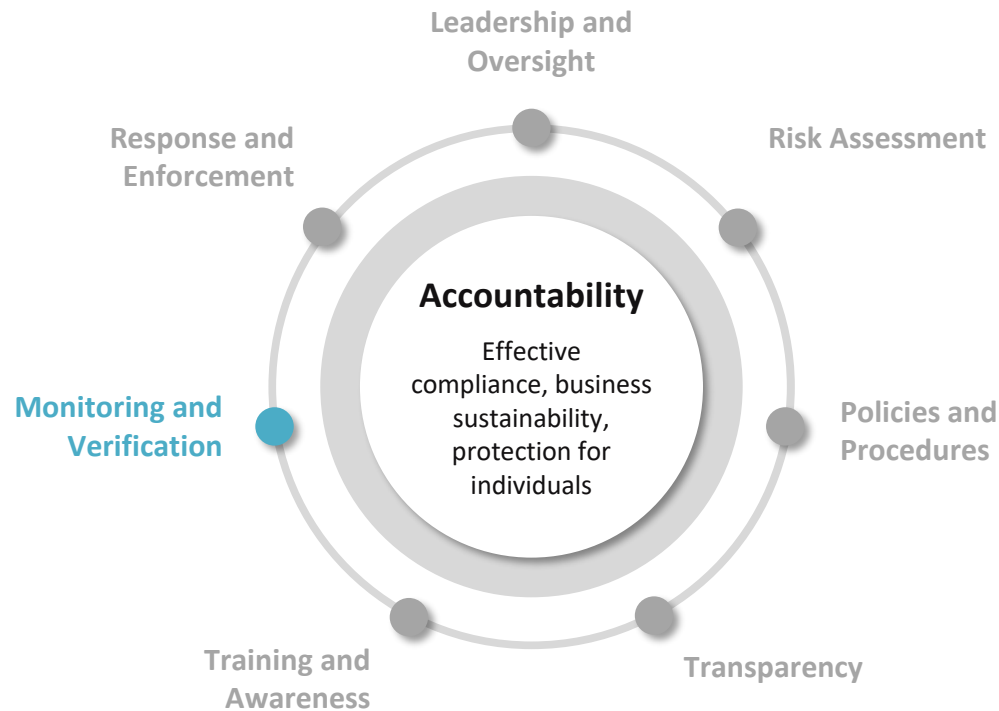 Leadership and
Oversight
Response and
Enforcement
Risk Assessment
Accountability
Effective
compliance, business
sustainability,
protection for
individuals
Monitoring and
Verification
Policies and
Procedures
Training and
Awareness
Transparency